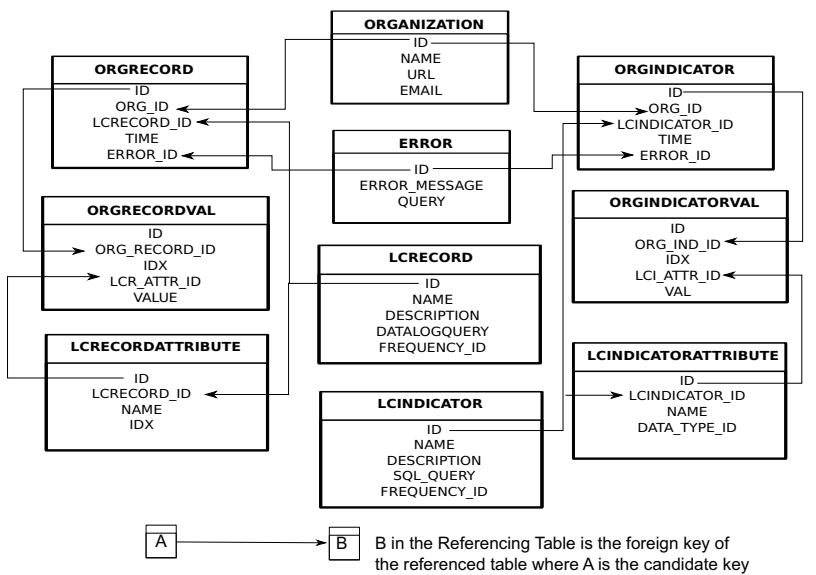 ORGANIZATION
ID
NAME
URL
EMAIL
ORGRECORD
ID
ORG_ID
LCRECORD_ID
TIME
ERROR_ID
ORGINDICATOR
ID
ORG_ID
LCINDICATOR_ID
TIME
ERROR_ID
ERROR
ID
ERROR_MESSAGE
QUERY
ORGRECORDVAL
ID
ORG_RECORD_ID
IDX
LCR_ATTR_ID
VALUE
ORGINDICATORVAL
ID
ORG_IND_ID
IDX
LCI_ATTR_ID
VAL
LCRECORD
ID
NAME
DESCRIPTION
DATALOGQUERY
FREQUENCY_ID
LCRECORDATTRIBUTE
ID
LCRECORD_ID
NAME
IDX
LCINDICATORATTRIBUTE
ID
LCINDICATOR_ID
NAME
DATA_TYPE_ID
LCINDICATOR
ID
NAME
DESCRIPTION
SQL_QUERY
FREQUENCY_ID
A
B
B in the Referencing Table is the foreign key of
the referenced table where A is the candidate key